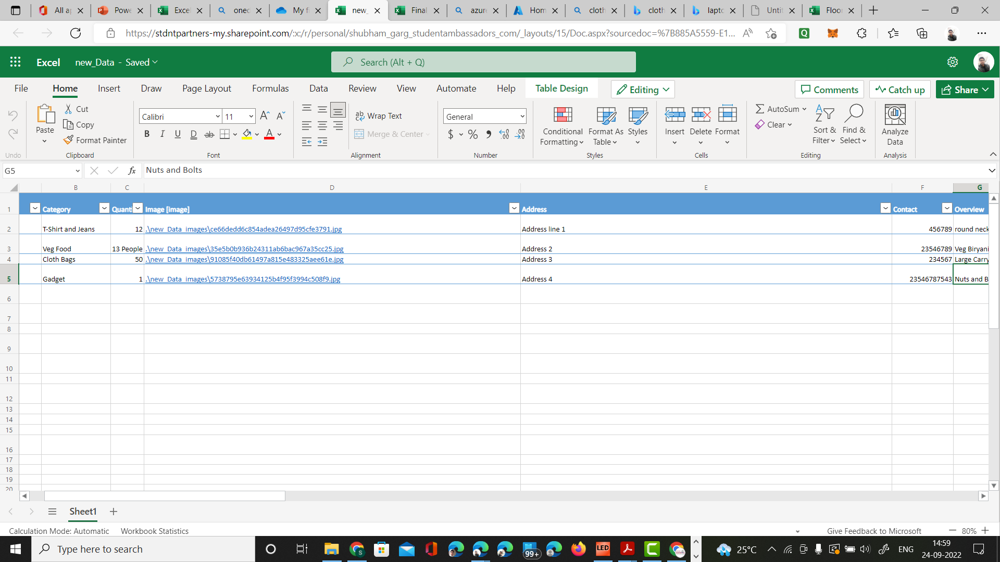 All a
Powe
Excel
oned
My f
new_
Final
azure
Hom
cloth
cloth
lapto
Untit
Floor
https://stdntpartners-my.sharepoint.com/:x:/r/personal/shubham_garg_studentambassadors_com/_layouts/15/Doc.aspx?sourcedoc=%7B885A5559-E1...
Excel new_Data - Saved
Search (Alt + Q)
File Home Insert Draw Page Layout Formulas Data Review View Automate Help Table Design Editing Comments Catch up Share
Paste Cut Copy Format Painter
Calibri 11
Wrap Text
Merge & Center
General
Conditional Formatting
Format As Table
Styles
Insert Delete Format
AutoSum
Clear
Sort & Filter
Find & Select
Analyze Data
Undo Clipboard Font Alignment Number Styles Cells Editing Analysis
G5 fx Nuts and Bolts
B C D E F G
1 Category Quanti Image [image] Address Contact Overview
2 T-Shirt and Jeans 12 .\new_Data_images\ce66dedd6c854adea26497d95cfe3791.jpg Address line 1 456789 round neck
3 Veg Food 13 People .\new_Data_images\35e5b0b936b24311ab6bac967a35cc25.jpg Address 2 23546789 Veg Biryani
4 Cloth Bags 50 .\new_Data_images\91085f40db61497a815e483325aee61e.jpg Address 3 234567 Large Carry
5 Gadget 1 .\new_Data_images\5738795e63934125b4f95f3994c508f9.jpg Address 4 23546787543 Nuts and B
6
7
8
9
10
11
12
13
14
15
16
17
18
19
20
Sheet1
Calculation Mode: Automatic Workbook Statistics Give Feedback to Microsoft 80%
Type here to search
99+
LED
25°C
ENG
14:59
24-09-2022